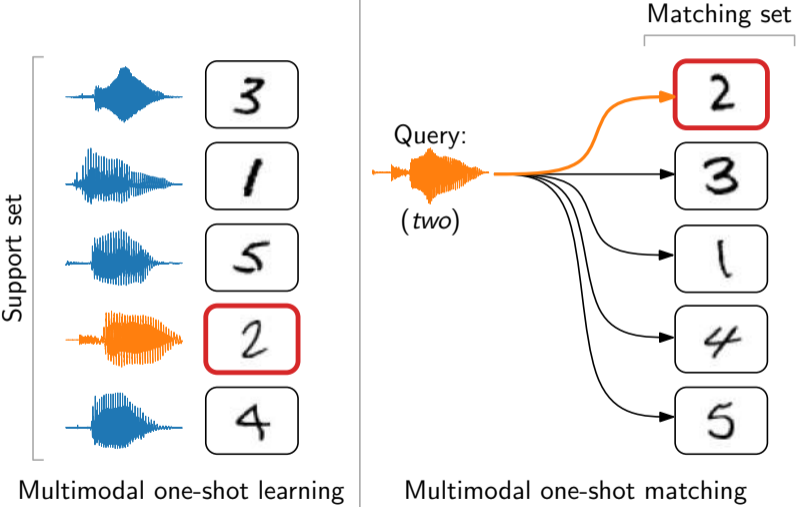 Support set
3
1
5
2
4
Multimodal one-shot learning
Matching set
Query:
(two)
2
3
1
4
5
Multimodal one-shot matching